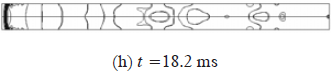 (h) t =18.2 ms